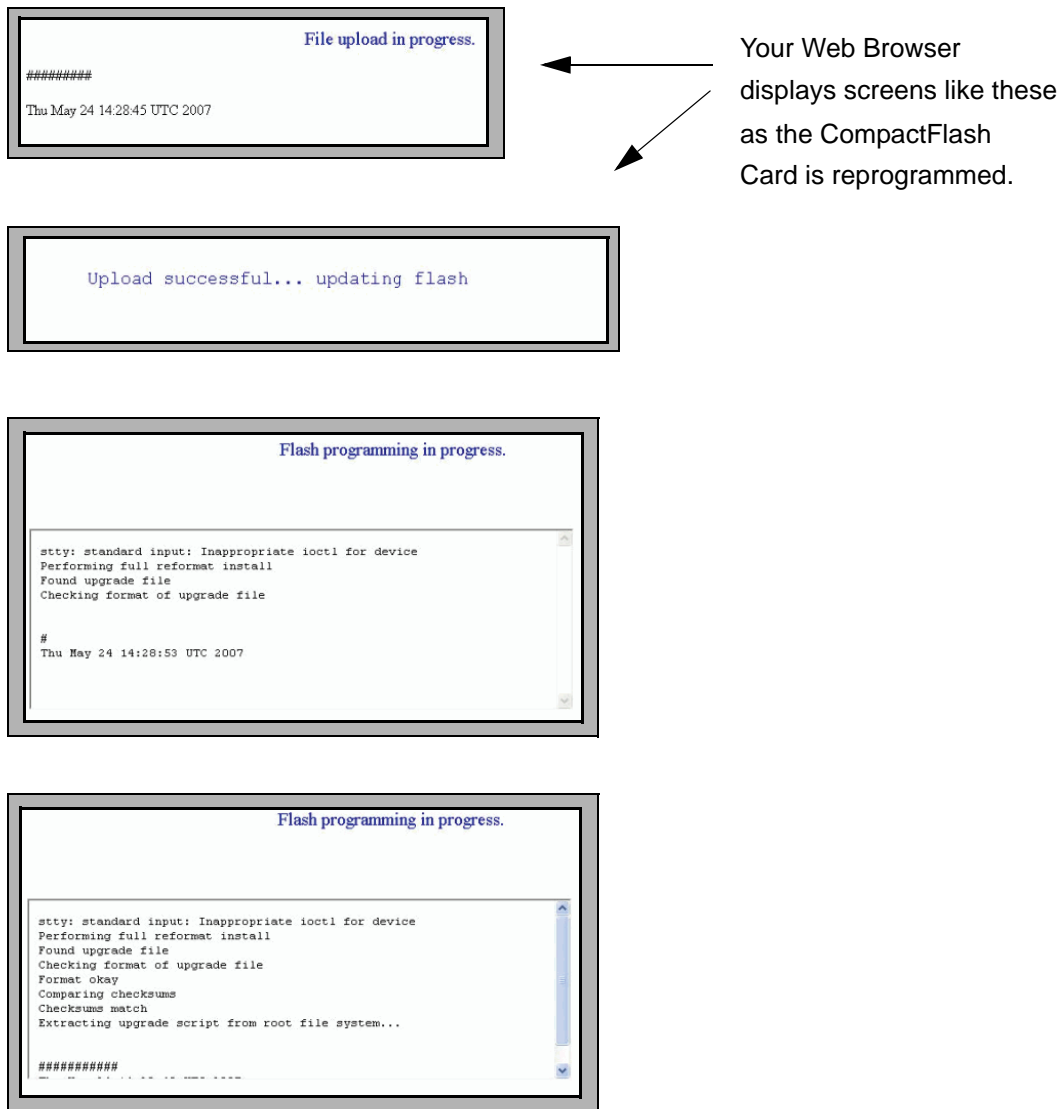 File upload in progress.
#########
Thu May 24 14:28:45 UTC 2007
Your Web Browser
displays screens like these
as the CompactFlash
Card is reprogrammed.
Upload successful... updating flash
Flash programming in progress.
stty: standard input: Inappropriate ioctl for device
Performing full reformat install
Found upgrade file
Checking format of upgrade file
#
Thu May 24 14:28:53 UTC 2007
Flash programming in progress.
stty: standard input: Inappropriate ioctl for device
Performing full reformat install
Found upgrade file
Checking format of upgrade file
Format okay
Comparing checksums
Checksums match
Extracting upgrade script from root file system...
###########